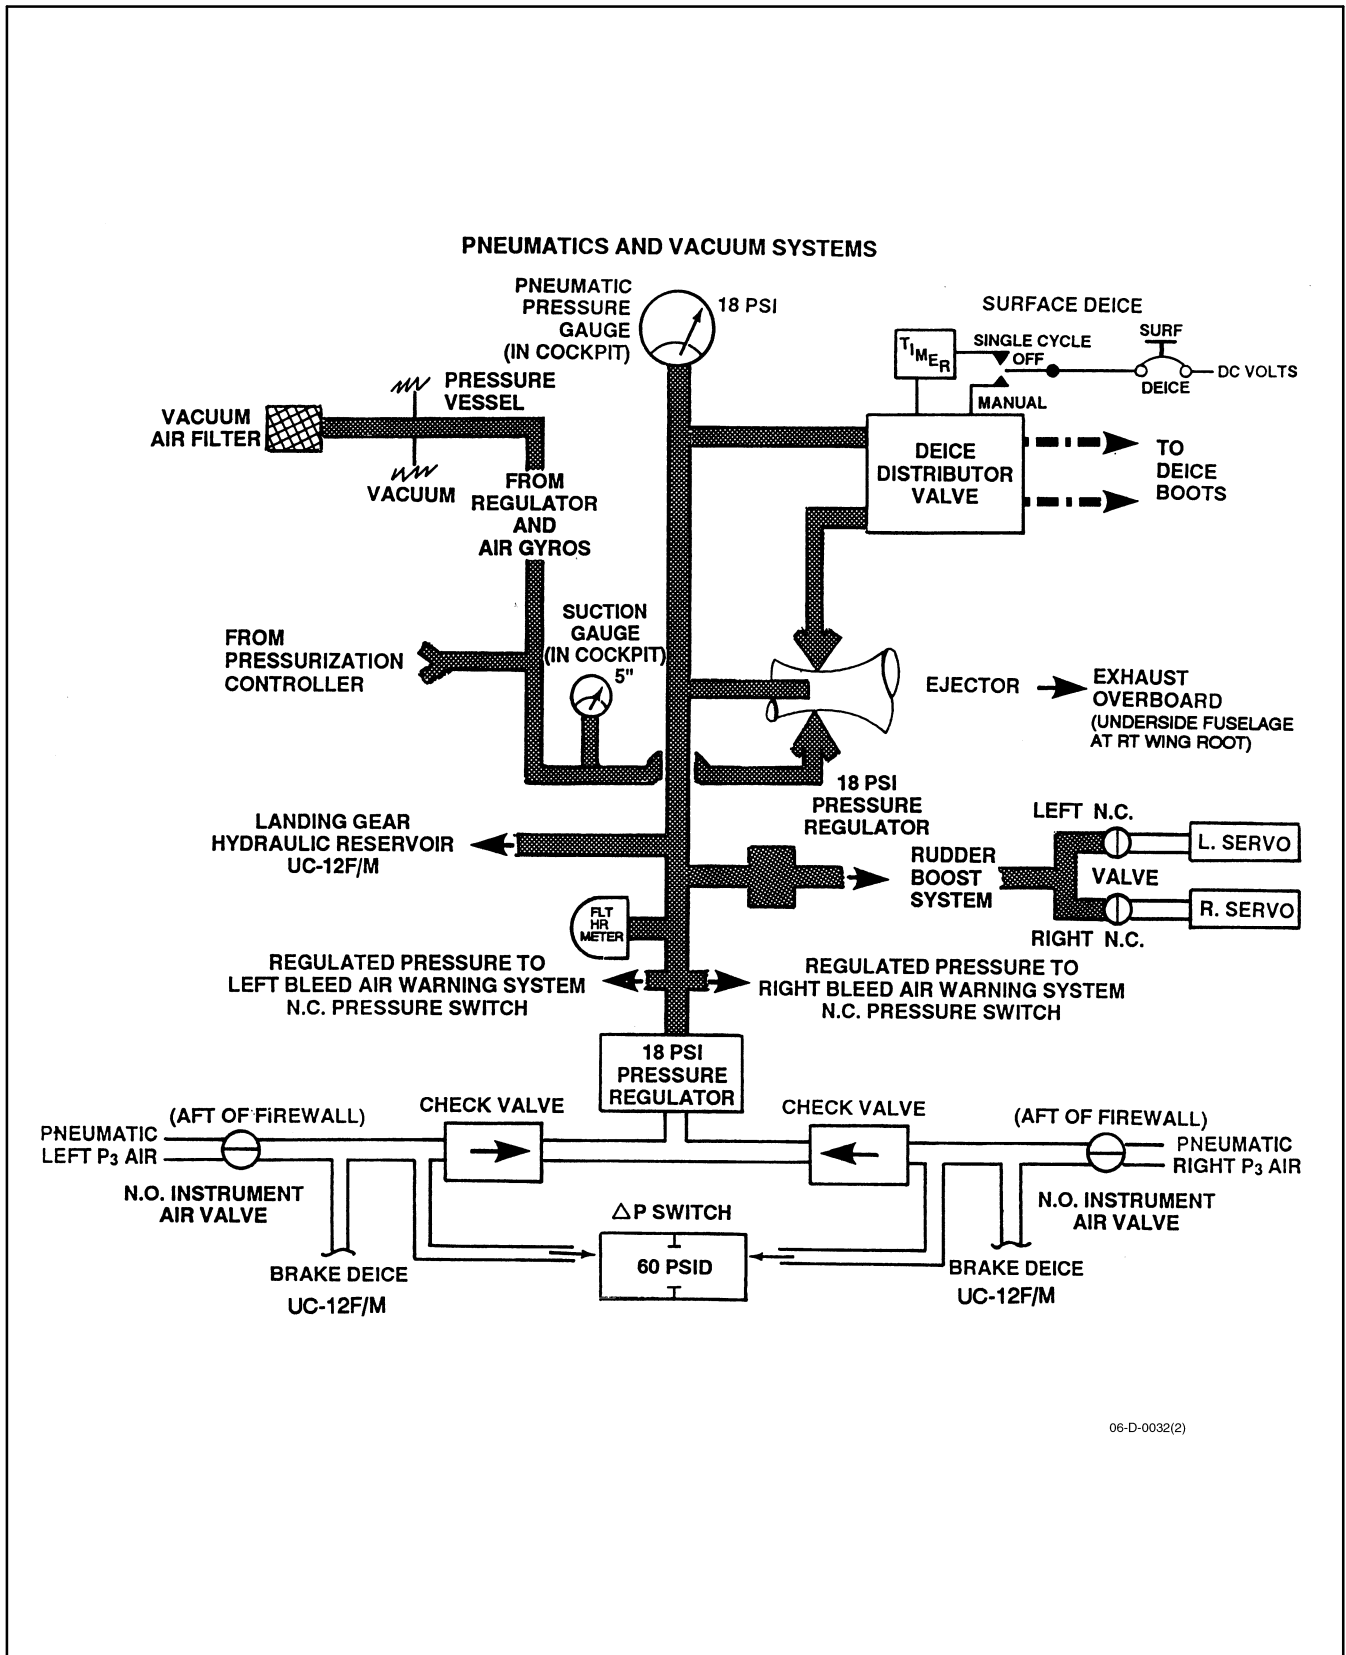 PNEUMATICS AND VACUUM SYSTEMS
PNEUMATIC
PRESSURE
GAUGE
(IN COCKPIT)
18 PSI
SURFACE DEICE
TIMER
SINGLE CYCLE
OFF
MANUAL
SURF
DEICE
DC VOLTS
PRESSURE
VESSEL
VACUUM
AIR FILTER
VACUUM
FROM
REGULATOR
AND
AIR GYROS
DEICE
DISTRIBUTOR
VALVE
TO
DEICE
BOOTS
SUCTION
GAUGE
(IN COCKPIT)
5"
FROM
PRESSURIZATION
CONTROLLER
EJECTOR
EXHAUST
OVERBOARD
(UNDERSIDE FUSELAGE
AT RT WING ROOT)
18 PSI
PRESSURE
REGULATOR
LANDING GEAR
HYDRAULIC RESERVOIR
UC-12F/M
RUDDER
BOOST
SYSTEM
LEFT N.C.
VALVE
RIGHT N.C.
L. SERVO
R. SERVO
FLT
HR
METER
REGULATED PRESSURE TO
LEFT BLEED AIR WARNING SYSTEM
N.C. PRESSURE SWITCH
REGULATED PRESSURE TO
RIGHT BLEED AIR WARNING SYSTEM
N.C. PRESSURE SWITCH
18 PSI
PRESSURE
REGULATOR
(AFT OF FIREWALL)
CHECK VALVE
CHECK VALVE
(AFT OF FIREWALL)
PNEUMATIC
LEFT P₃ AIR
PNEUMATIC
RIGHT P₃ AIR
N.O. INSTRUMENT
AIR VALVE
N.O. INSTRUMENT
AIR VALVE
△P SWITCH
60 PSID
BRAKE DEICE
UC-12F/M
BRAKE DEICE
UC-12F/M
06-D-0032(2)